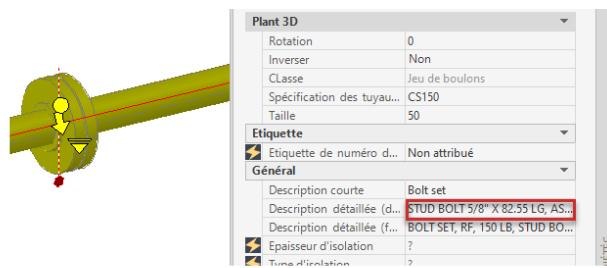 Plant 3D
Rotation 0
Inverser Non
CLasse Jeu de boulons
Spécification des tuyau... CS150
Taille 50
Etiquette
Etiquette de numéro d... Non attribué
Général
Description courte Bolt set
Description détaillée (d... STUD BOLT 5/8" X 82.55 LG, AS...
Description détaillée (f... BOLT SET, RF, 150 LB, STUD BO...
Epaisseur d'isolation ?
Type d'isolation ?